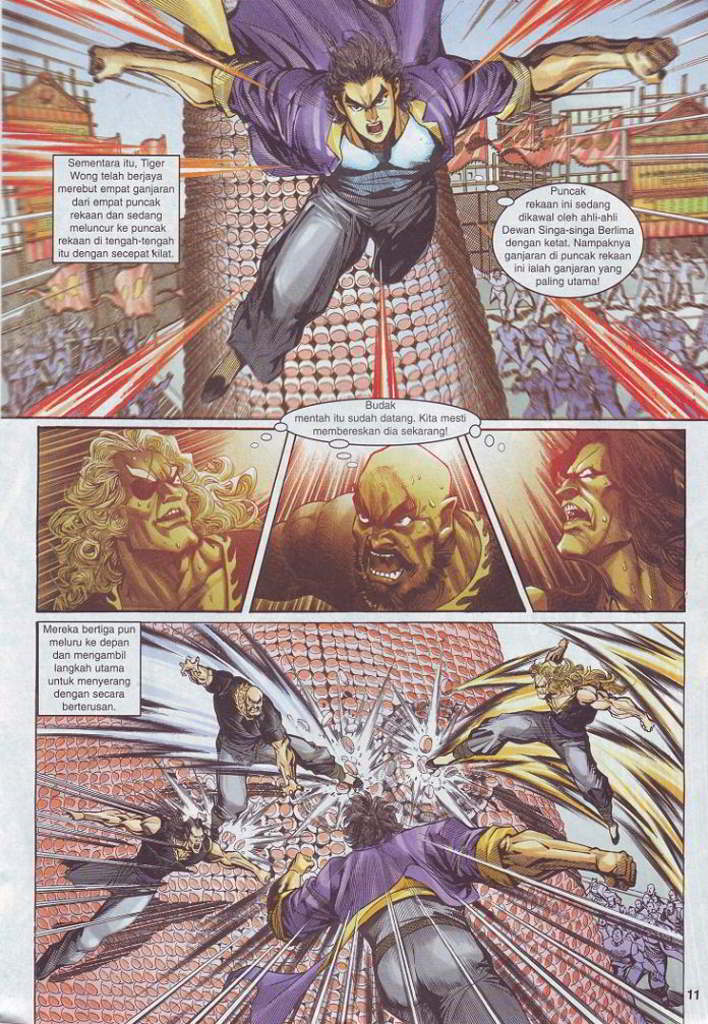 Sementara itu, Tiger
Wong telah berjaya
merebut empat ganjaran
dari empat puncak
rekaan dan sedang
meluncur ke puncak
rekaan di tengah-tengah
itu dengan secepat kilat.
Puncak
rekaan ini sedang
dikawal oleh ahli-ahli
Dewan Singa-singa Berlima
dengan ketat. Nampaknya
ganjaran di puncak rekaan
ini ialah ganjaran yang
paling utama!
Budak
mentah itu sudah datang. Kita mesti
membereskan dia sekarang!
Mereka bertiga pun
meluru ke depan
dan mengambil
langkah utama
untuk menyerang
dengan secara
berterusan.
11